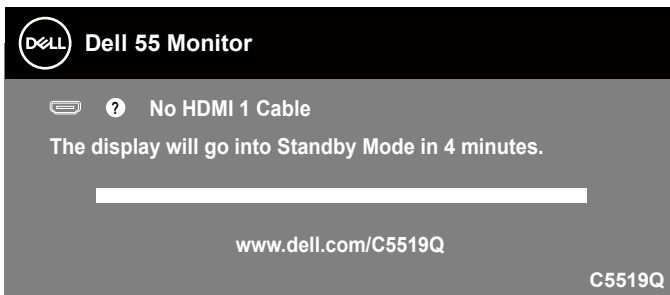 DELL Dell 55 Monitor
? No HDMI 1 Cable
The display will go into Standby Mode in 4 minutes.
www.dell.com/C5519Q
C5519Q